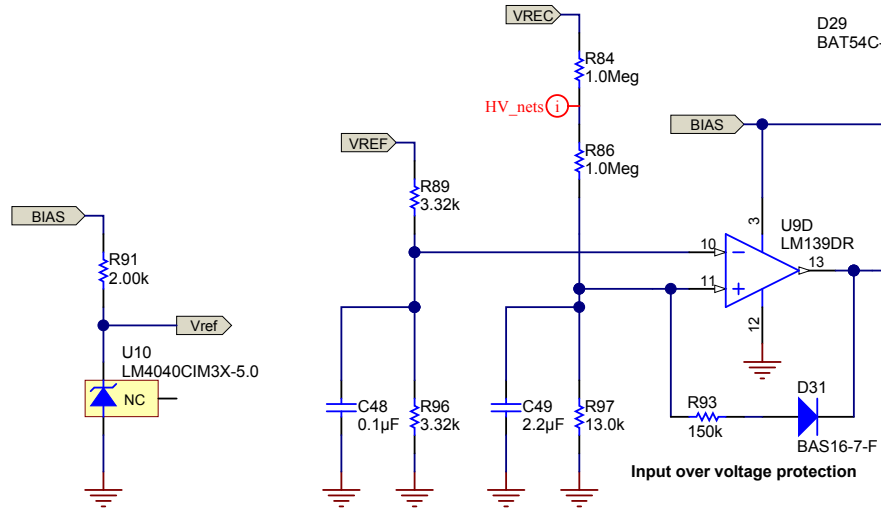 VREC
D29
BAT54C-
R84
1.0Meg
HV_nets i
BIAS
VREF
R86
1.0Meg
R89
3.32k
BIAS
3
U9D
LM139DR
R91
2.00k
10
13
11
Vref
12
U10
LM4040CIM3X-5.0
NC
D31
C48
0.1µF
R96
3.32k
C49
2.2µF
R97
13.0k
R93
150k
BAS16-7-F
Input over voltage protection